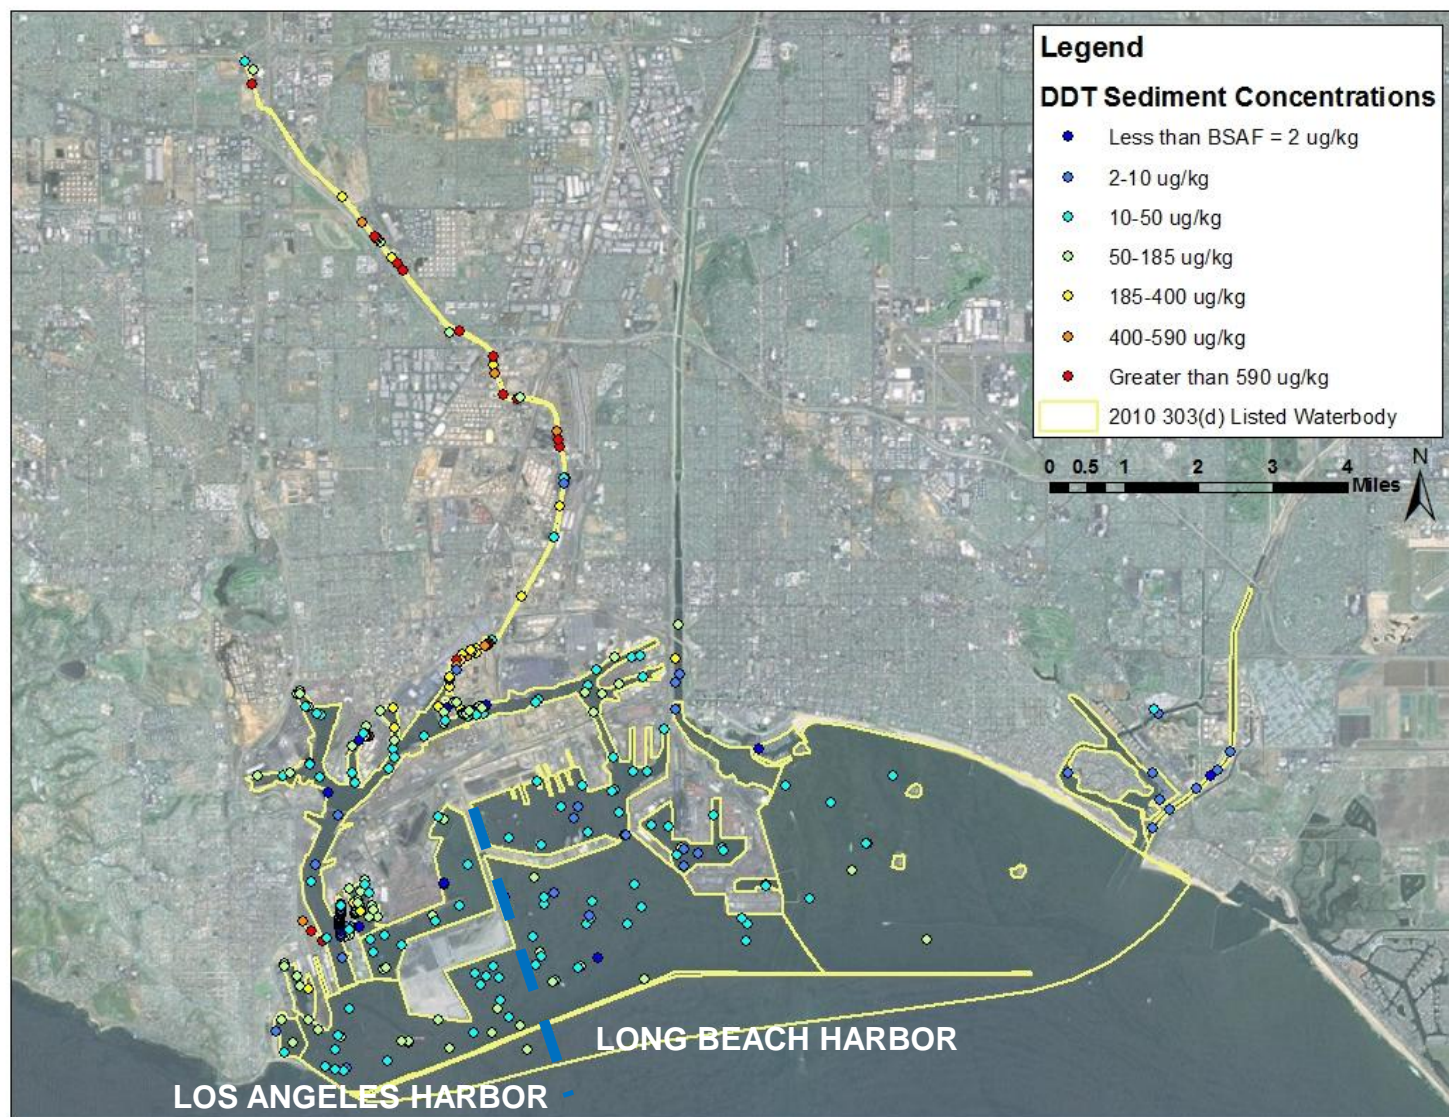 Legend
DDT Sediment Concentrations
Less than BSAF = 2 ug/kg
2-10 ug/kg
10-50 ug/kg
50-185 ug/kg
185-400 ug/kg
400-590 ug/kg
Greater than 590 ug/kg
2010 303(d) Listed Waterbody
0 0.5 1 2 3 4
Miles
N
LONG BEACH HARBOR
LOS ANGELES HARBOR